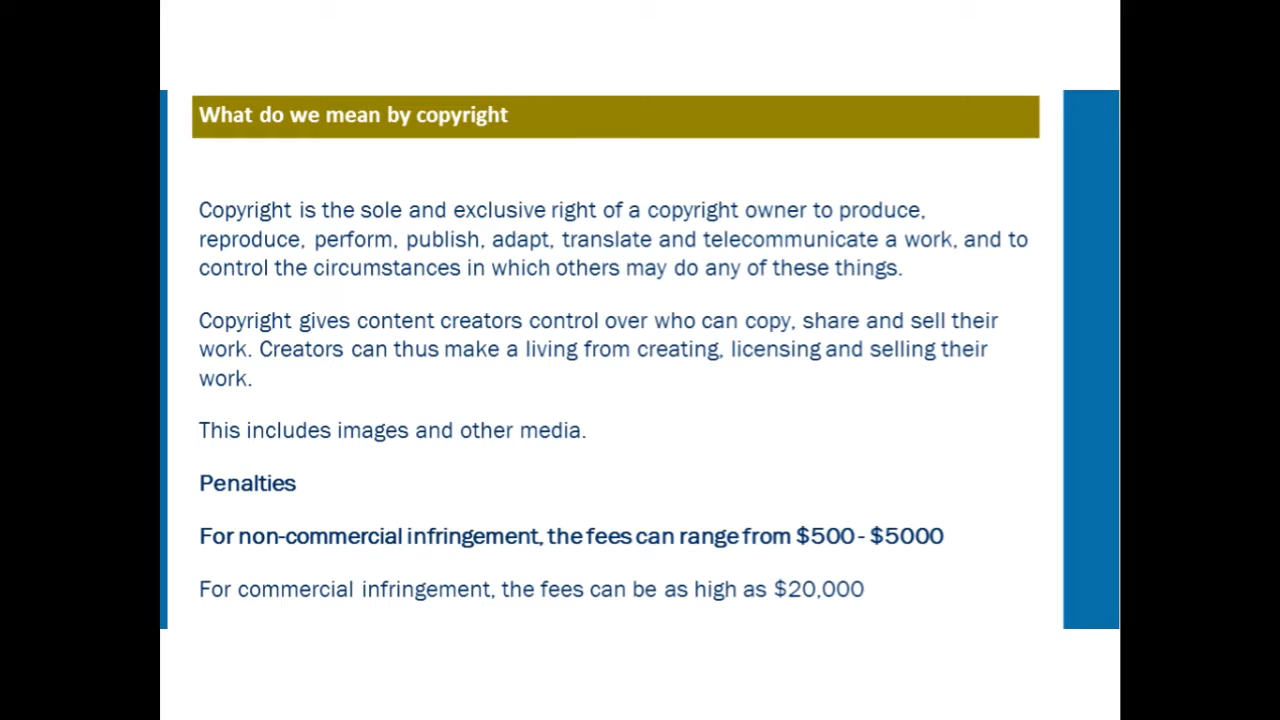 What do we mean by copyright
Copyright is the sole and exclusive right of a copyright owner to produce,
reproduce, perform, publish, adapt, translate and telecommunicate a work, and to
control the circumstances in which others may do any of these things.
Copyright gives content creators control over who can copy, share and sell their
work. Creators can thus make a living from creating, licensing and selling their
work.
This includes images and other media.
Penalties
For non-commercial infringement, the fees can range from $500 - $5000
For commercial infringement, the fees can be as high as $20,000